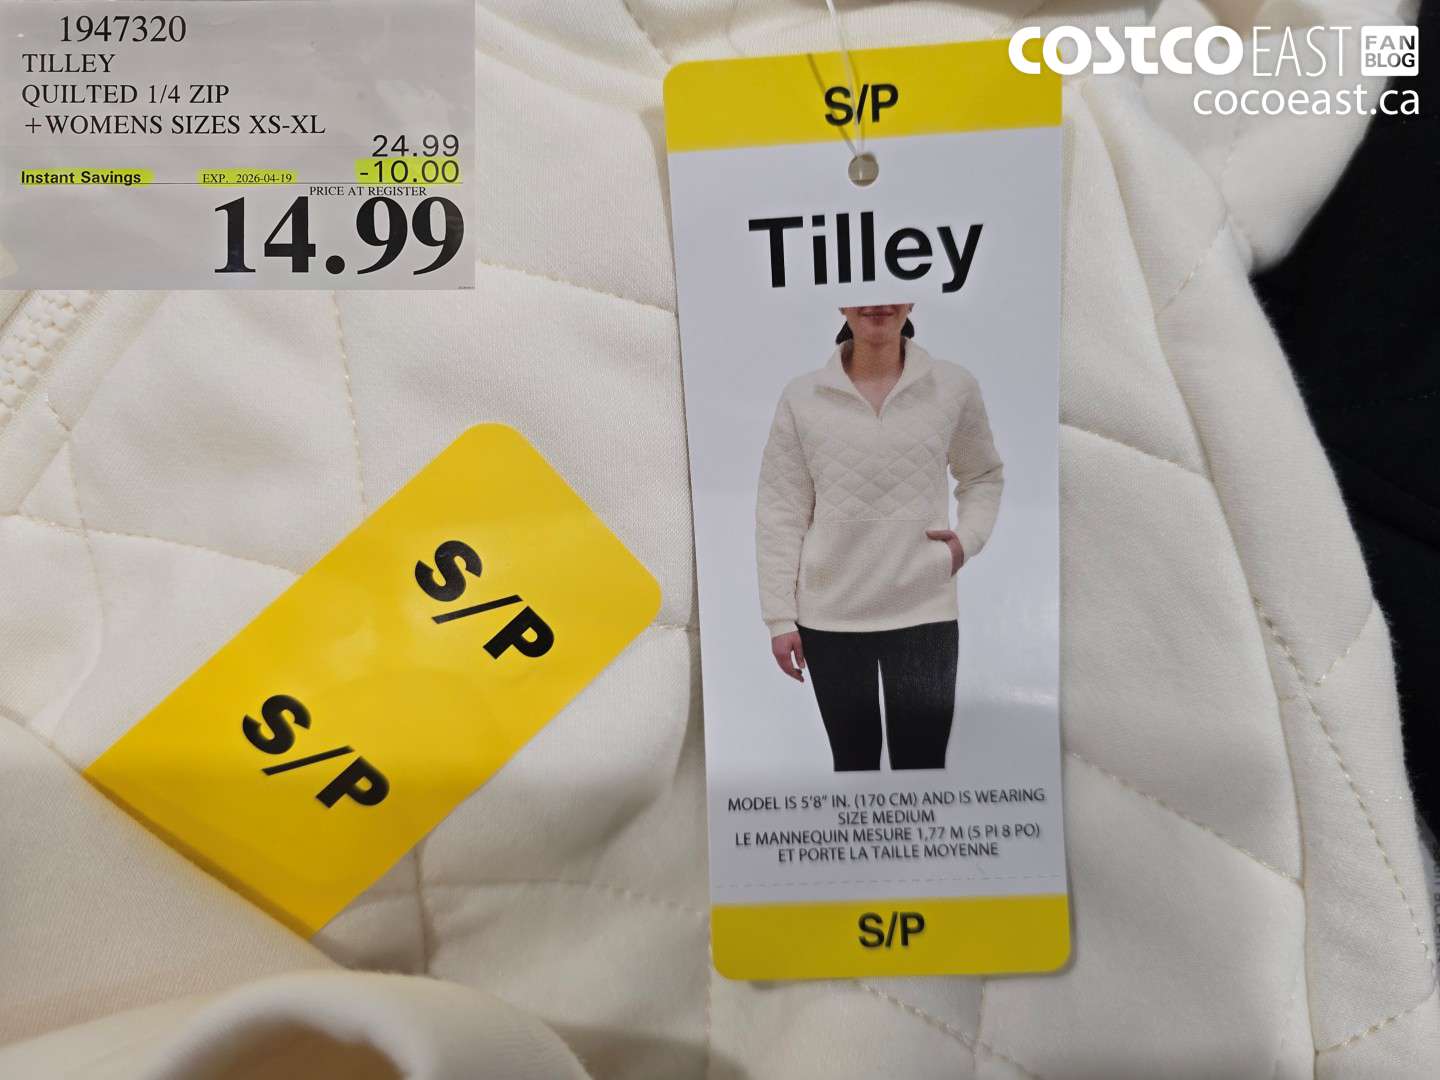 1947320
TILLEY
QUILTED 1/4 ZIP
+WOMENS SIZES XS-XL
24.99
Instant Savings EXP. 2026-04-19 -10.00
PRICE AT REGISTER
14.99
COSTCO EAST FAN BLOG
cocoeast.ca
S/P
Tilley
MODEL IS 5'8" IN. (170 CM) AND IS WEARING
SIZE MEDIUM
LE MANNEQUIN MESURE 1,77 M (5 PI 8 PO)
ET PORTE LA TAILLE MOYENNE
S/P
S/P
S/P